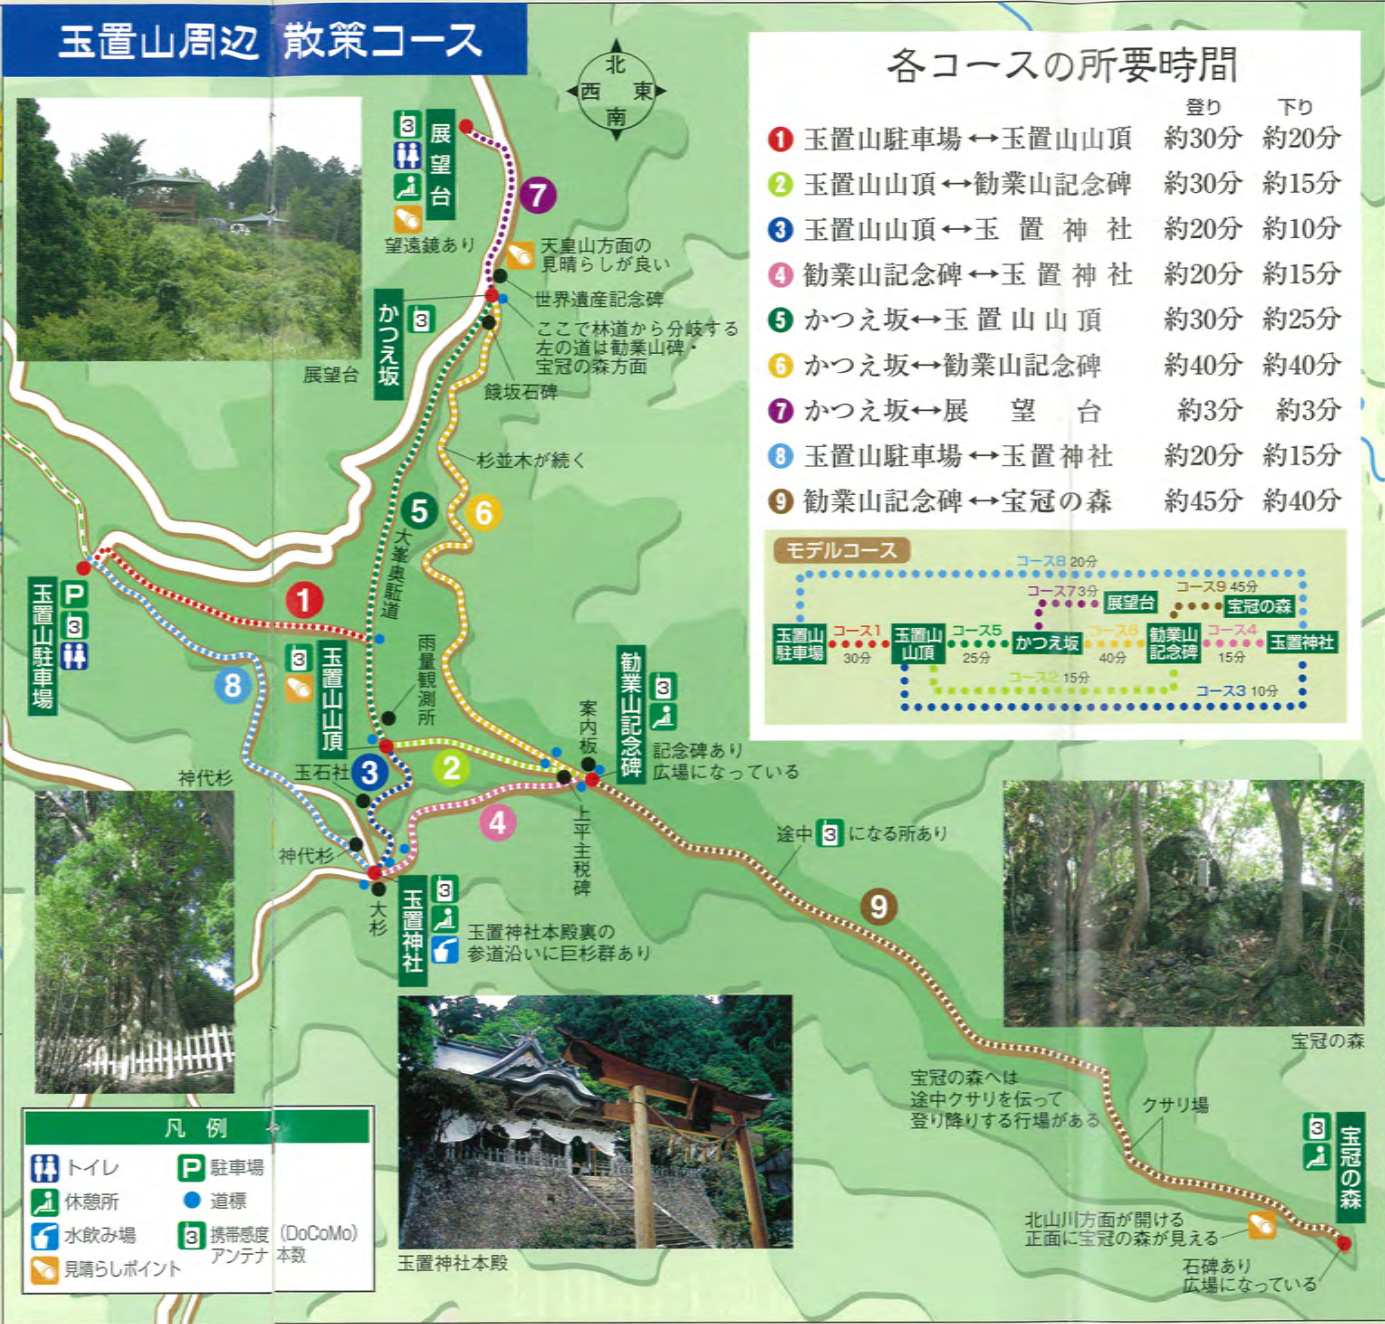 玉置山周辺 散策コース
北
西 東
南
各コースの所要時間
登り 下り
1 玉置山駐車場↔玉置山山頂 約30分 約20分
2 玉置山山頂↔勧業山記念碑 約30分 約15分
3 玉置山山頂↔玉置神社 約20分 約10分
4 勧業山記念碑↔玉置神社 約20分 約15分
5 かつえ坂↔玉置山山頂 約30分 約25分
6 かつえ坂↔勧業山記念碑 約40分 約40分
7 かつえ坂↔展望台 約3分 約3分
8 玉置山駐車場↔玉置神社 約20分 約15分
9 勧業山記念碑↔宝冠の森 約45分 約40分
モデルコース
コース8 20分
コース7 3分
展望台
コース9 45分
宝冠の森
玉置山
駐車場
コース1
30分
玉置山
山頂
コース5
25分
かつえ坂
コース6
40分
勧業山
記念碑
コース4
15分
玉置神社
コース2 15分
コース3 10分
3
展望台
望遠鏡あり
7
天皇山方面の
見晴らしが良い
世界遺産記念碑
ここで林道から分岐する
左の道は勧業山碑・
宝冠の森方面
かつえ坂
3
展望台
餓坂石碑
杉並木が続く
5
6
大峯奥駈道
1
玉置山駐車場
P
3
8
3
玉置山山頂
雨量観測所
玉石社
3
2
4
案内板
勧業山記念碑
3
記念碑あり
広場になっている
上平主税碑
神代杉
神代杉
大杉
玉置神社
3
玉置神社本殿裏の
参道沿いに巨杉群あり
途中 3 になる所あり
9
宝冠の森
宝冠の森へは
途中クサリを伝って
登り降りする行場がある
クサリ場
3
宝冠の森
北山川方面が開ける
正面に宝冠の森が見える
石碑あり
広場になっている
玉置神社本殿
凡例
トイレ
P 駐車場
休憩所
道標
水飲み場
3 携帯感度 (DoCoMo)
アンテナ 本数
見晴らしポイント